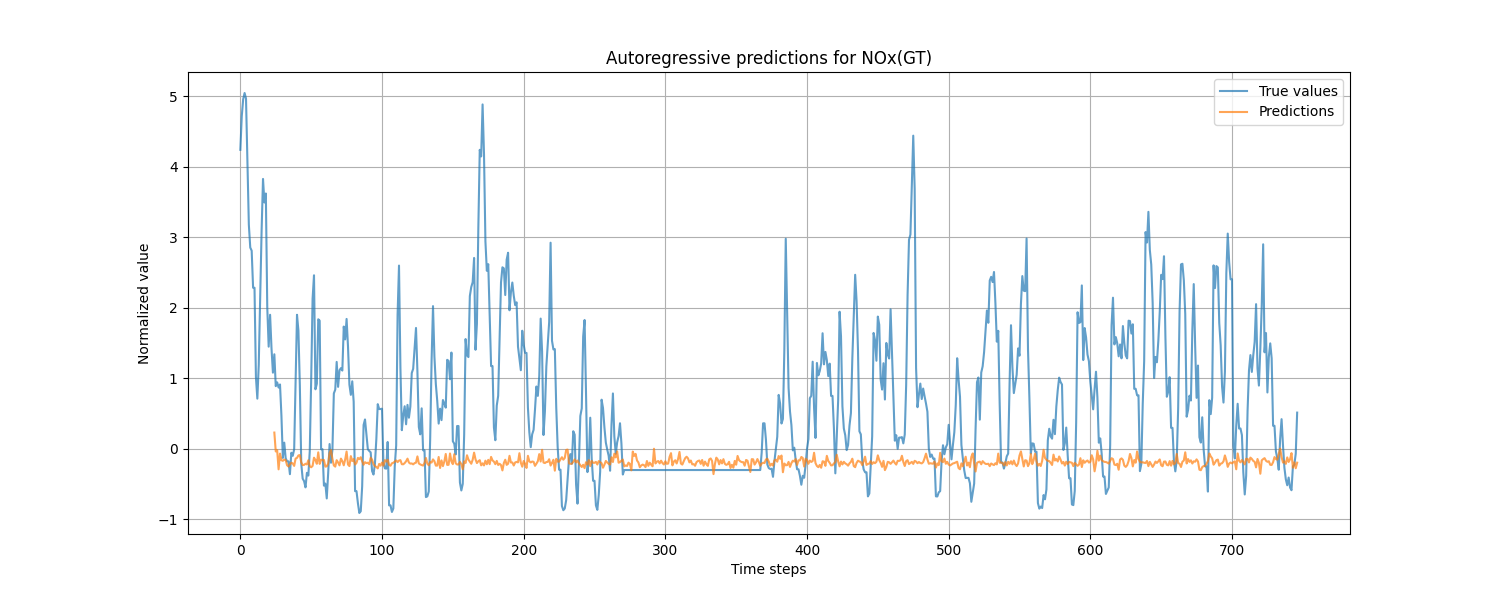 Autoregressive predictions for NOx(GT)
True values
Predictions
Normalized value
5
4
3
2
1
0
−1
0 100 200 300 400 500 600 700
Time steps